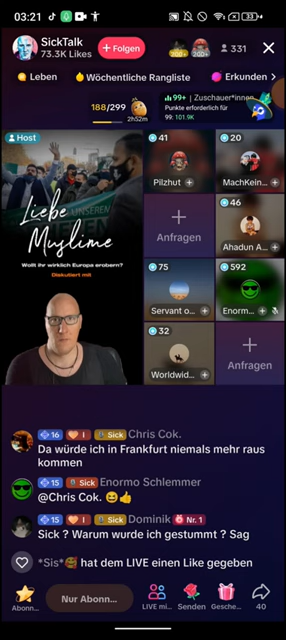 03:21
33
SickTalk
73.3K Likes
+ Folgen
331
Leben
Wöchentliche Rangliste
Erkunden >
188/299
2h52m
99+ | Zuschauer*innen
Punkte erforderlich für
99: 101.9K
Host
Liebe
Muslime
Wollt ihr wirklich Europa erobern?
Diskutiert mit
41
Pilzhut
20
MachKein...
Anfragen
46
Ahadun A...
75
Servant o...
592
Enorm...
32
Worldwid...
Anfragen
16 I Sick Chris Cok.
Da würde ich in Frankfurt niemals mehr raus
kommen
15 Sick Enormo Schlemmer
@Chris Cok. 😆👍
15 I Sick Dominik Nr. 1
Sick ? Warum wurde ich gestummt ? Sag
*Sis* hat dem LIVE einen Like gegeben
Abonn...
Nur Abonn...
LIVE mi...
Senden
Gesche...
40